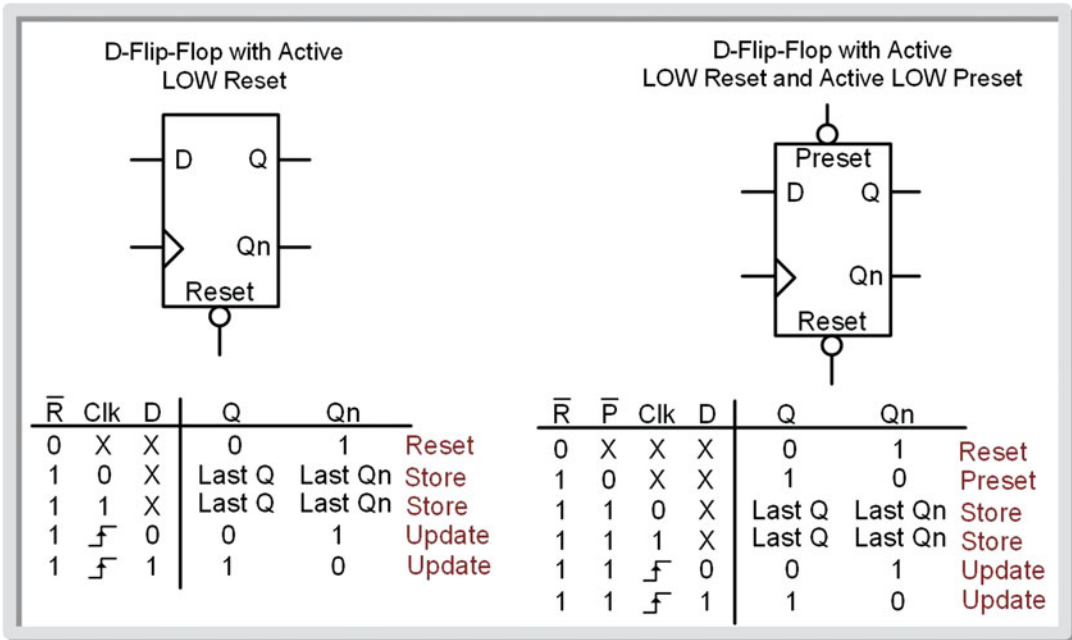 D-Flip-Flop with Active
LOW Reset
D Q
Qn
Reset
R̅ Clk D Q Qn
0 X X 0 1 Reset
1 0 X Last Q Last Qn Store
1 1 X Last Q Last Qn Store
1 0 0 1 Update
1 1 1 0 Update
D-Flip-Flop with Active
LOW Reset and Active LOW Preset
Preset
D Q
Qn
Reset
R̅ P̅ Clk D Q Qn
0 X X X 0 1 Reset
1 0 X X 1 0 Preset
1 1 0 X Last Q Last Qn Store
1 1 1 X Last Q Last Qn Store
1 1 0 0 1 Update
1 1 1 1 0 Update